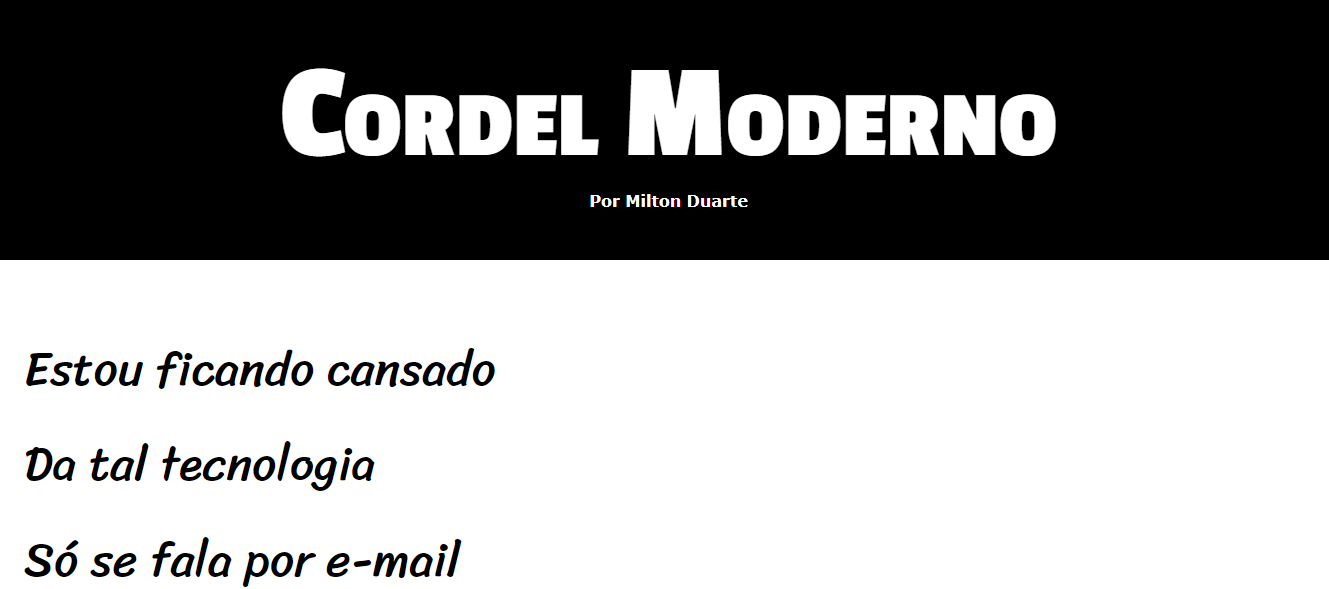 Cordel Moderno
Por Milton Duarte
Estou ficando cansado
Da tal tecnologia
Só se fala por e-mail